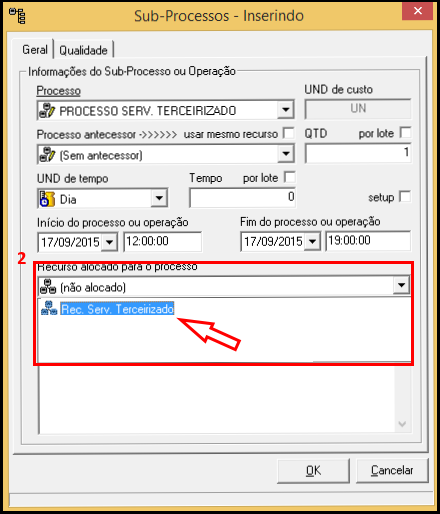 Sub-Processos - Inserindo
Geral Qualidade
Informações do Sub-Processo ou Operação
Processo UND de custo
PROCESSO SERV. TERCEIRIZADO UN
Processo antecessor ->>>>>> usar mesmo recurso QTD por lote
(Sem antecessor) 1
UND de tempo Tempo por lote
Dia 0 setup
Início do processo ou operação Fim do processo ou operação
17/09/2015 12:00:00 17/09/2015 19:00:00
2 Recurso alocado para o processo
(não alocado)
Rec. Serv. Terceirizado
OK Cancelar